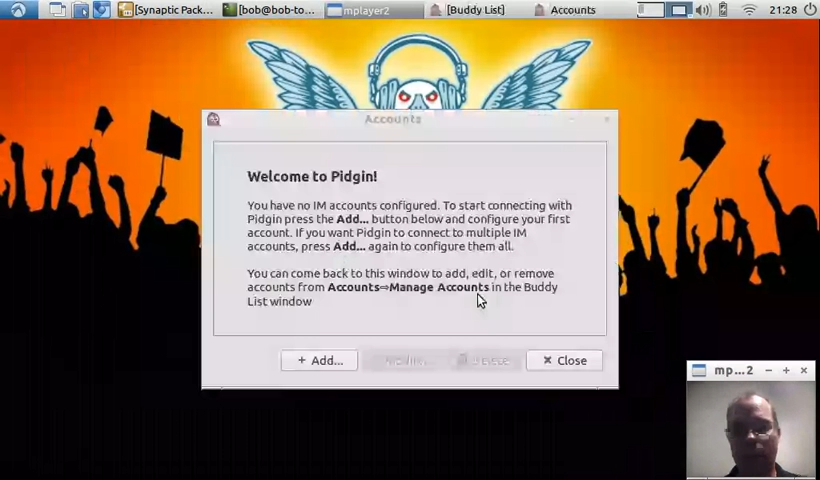 [Synaptic Pack...
[bob@bob-to...
mplayer2
[Buddy List]
Accounts
21:28
Accounts
Welcome to Pidgin!
You have no IM accounts configured. To start connecting with
Pidgin press the Add... button below and configure your first
account. If you want Pidgin to connect to multiple IM
accounts, press Add... again to configure them all.
You can come back to this window to add, edit, or remove
accounts from Accounts⇨Manage Accounts in the Buddy
List window
+ Add...
Close
mp...2